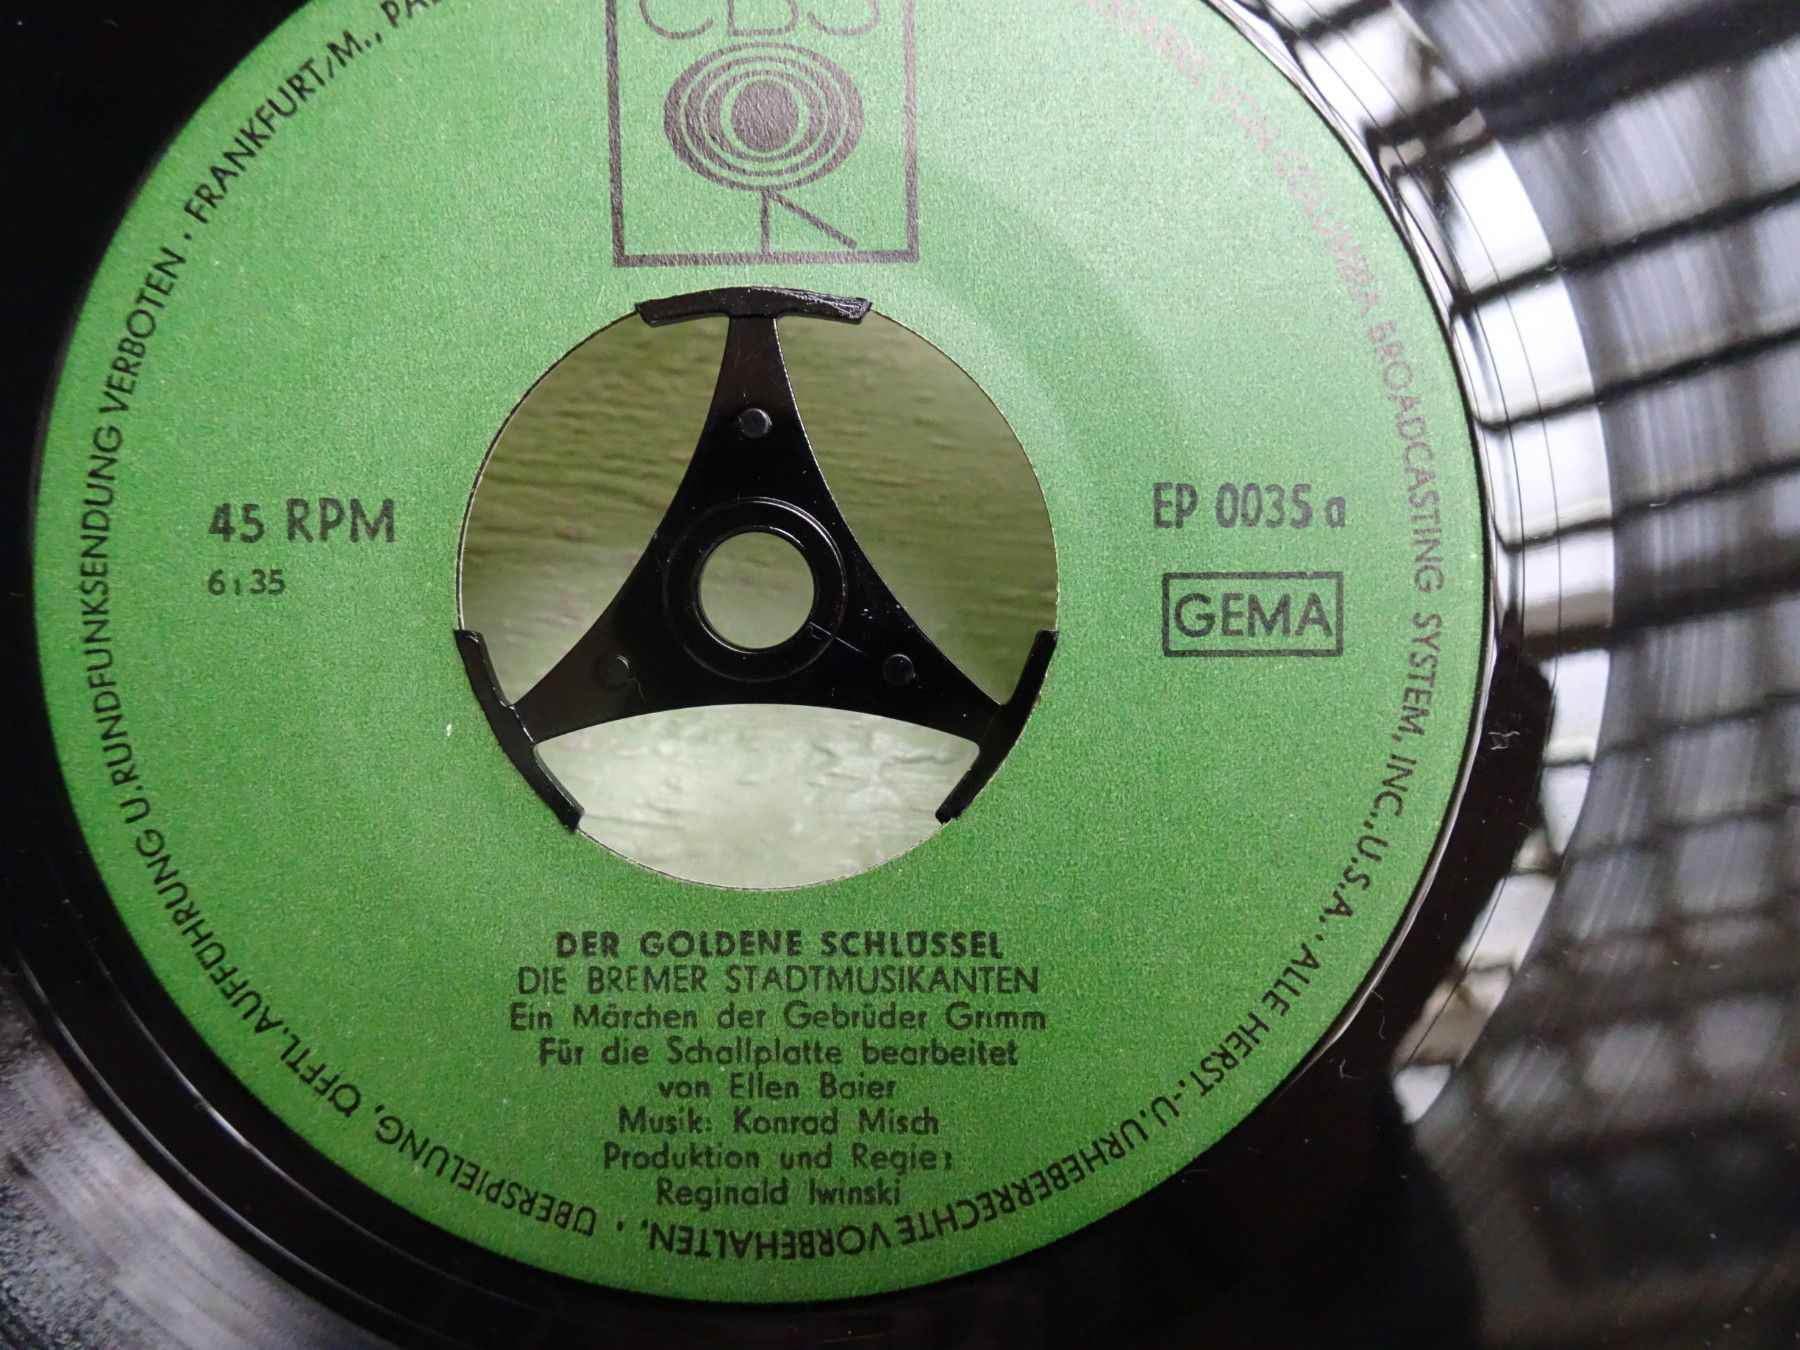 CBS
45 RPM
6:35
EP 0035 a
GEMA
DER GOLDENE SCHLÜSSEL
DIE BREMER STADTMUSIKANTEN
Ein Märchen der Gebrüder Grimm
Für die Schallplatte bearbeitet
von Ellen Baier
Musik: Konrad Misch
Produktion und Regie:
Reginald Iwinski
VON COLUMBIA BROADCASTING SYSTEM, INC., U.S.A. · ALLE HERST.-U. URHEBERRECHTE VORBEHALTEN. · ÜBERSPIELUNG, ÖFFTL. AUFFÜHRUNG U. RUNDFUNKSENDUNG VERBOTEN · FRANKFURT/M.,